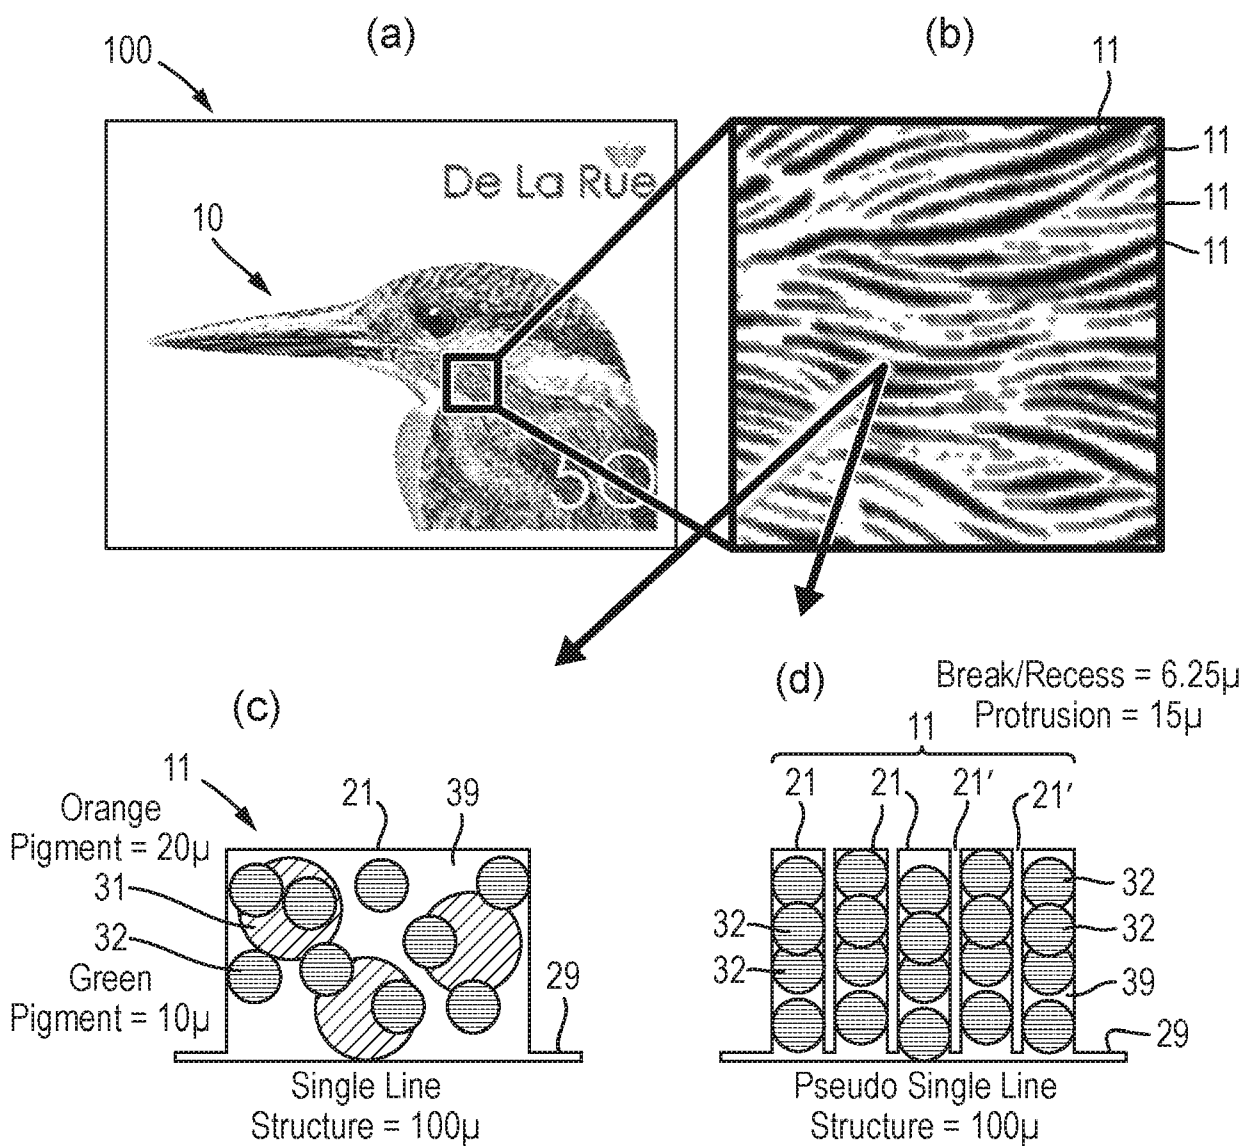 (a)
(b)
100
11
11
11
11
De La Rue
10
50
(c)
(d)
Break/Recess = 6.25µ
Protrusion = 15µ
11
11
21
39
21
21
21
21'
21'
Orange
Pigment = 20µ
31
32
Green
Pigment = 10µ
29
32
32
32
32
39
29
Single Line
Structure = 100µ
Pseudo Single Line
Structure = 100µ